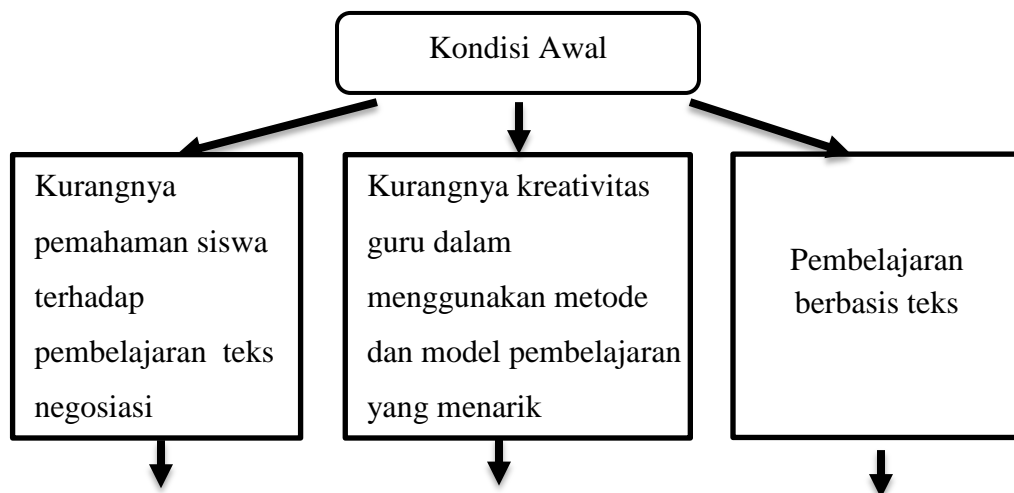 Kondisi Awal
Kurangnya
pemahaman siswa
terhadap
pembelajaran teks
negosiasi
Kurangnya kreativitas
guru dalam
menggunakan metode
dan model pembelajaran
yang menarik
Pembelajaran
berbasis teks